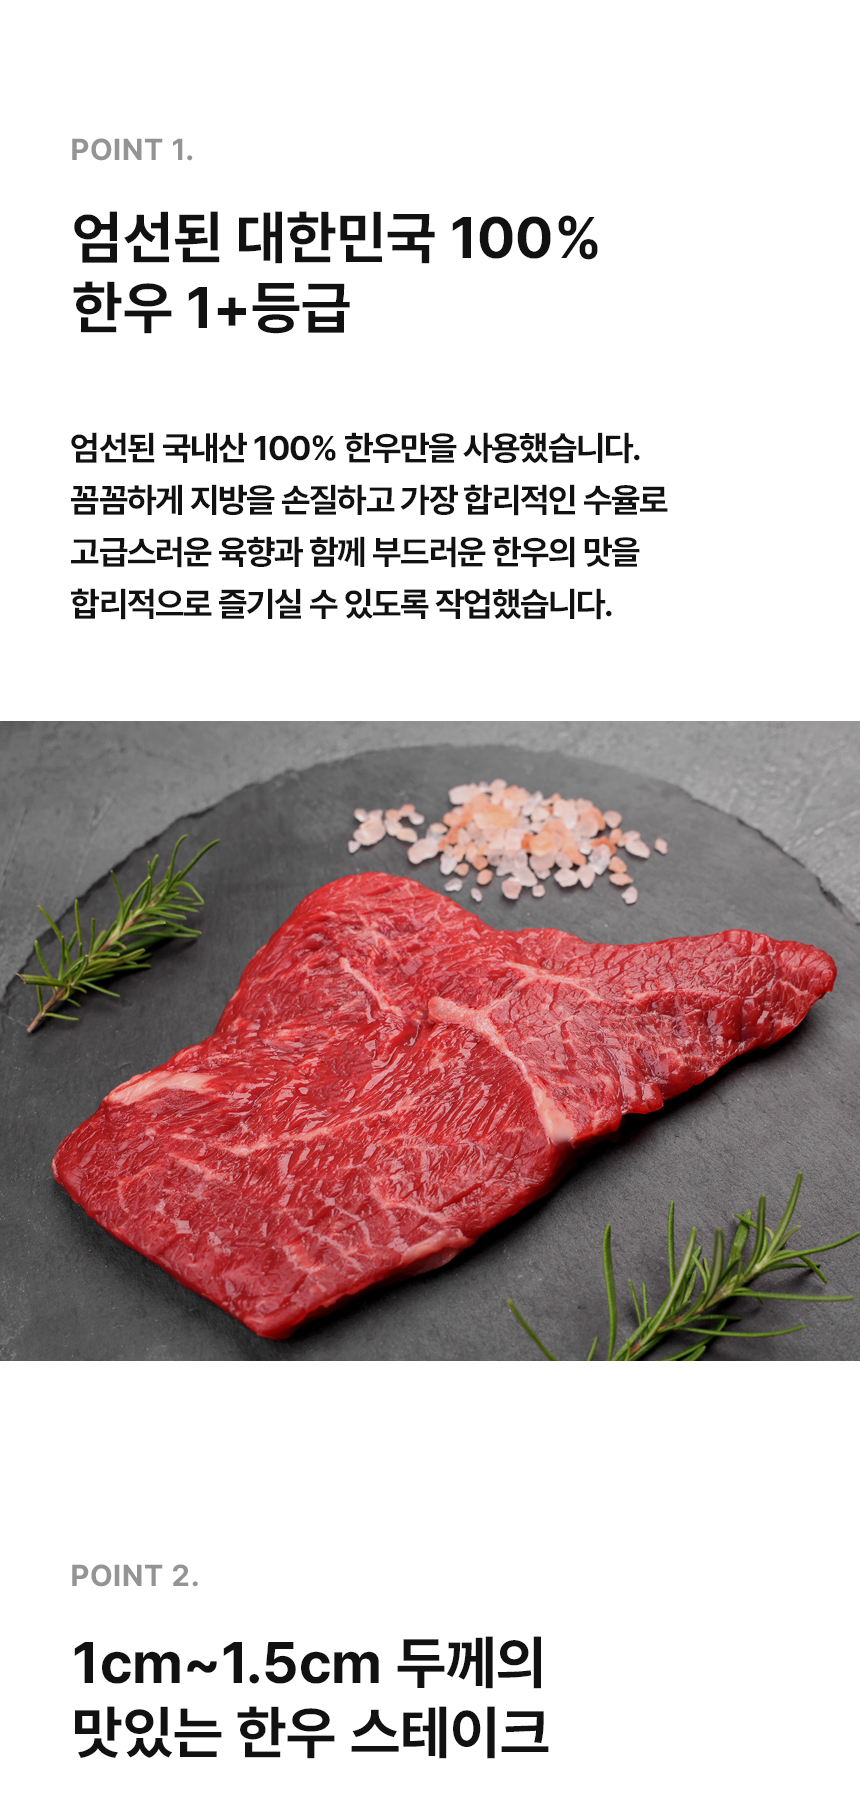 POINT 1.
엄선된 대한민국 100%
한우 1+등급
엄선된 국내산 100% 한우만을 사용했습니다.
꼼꼼하게 지방을 손질하고 가장 합리적인 수율로
고급스러운 육향과 함께 부드러운 한우의 맛을
합리적으로 즐기실 수 있도록 작업했습니다.
POINT 2.
1cm~1.5cm 두께의
맛있는 한우 스테이크